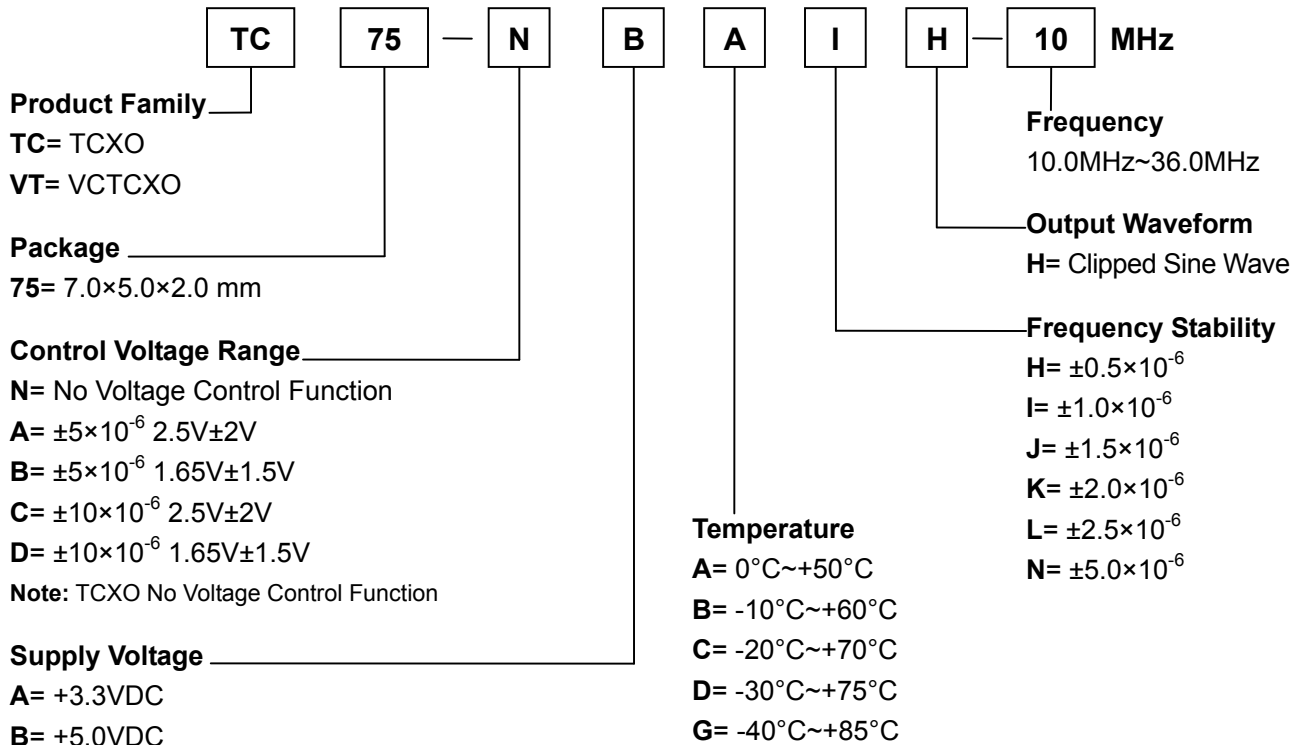 TC 75 — N B A I H — 10 MHz
Product Family
TC= TCXO
VT= VCTCXO
Package
75= 7.0×5.0×2.0 mm
Control Voltage Range
N= No Voltage Control Function
A= ±5×10⁻⁶ 2.5V±2V
B= ±5×10⁻⁶ 1.65V±1.5V
C= ±10×10⁻⁶ 2.5V±2V
D= ±10×10⁻⁶ 1.65V±1.5V
Note: TCXO No Voltage Control Function
Supply Voltage
A= +3.3VDC
B= +5.0VDC
Temperature
A= 0°C~+50°C
B= -10°C~+60°C
C= -20°C~+70°C
D= -30°C~+75°C
G= -40°C~+85°C
Frequency
10.0MHz~36.0MHz
Output Waveform
H= Clipped Sine Wave
Frequency Stability
H= ±0.5×10⁻⁶
I= ±1.0×10⁻⁶
J= ±1.5×10⁻⁶
K= ±2.0×10⁻⁶
L= ±2.5×10⁻⁶
N= ±5.0×10⁻⁶